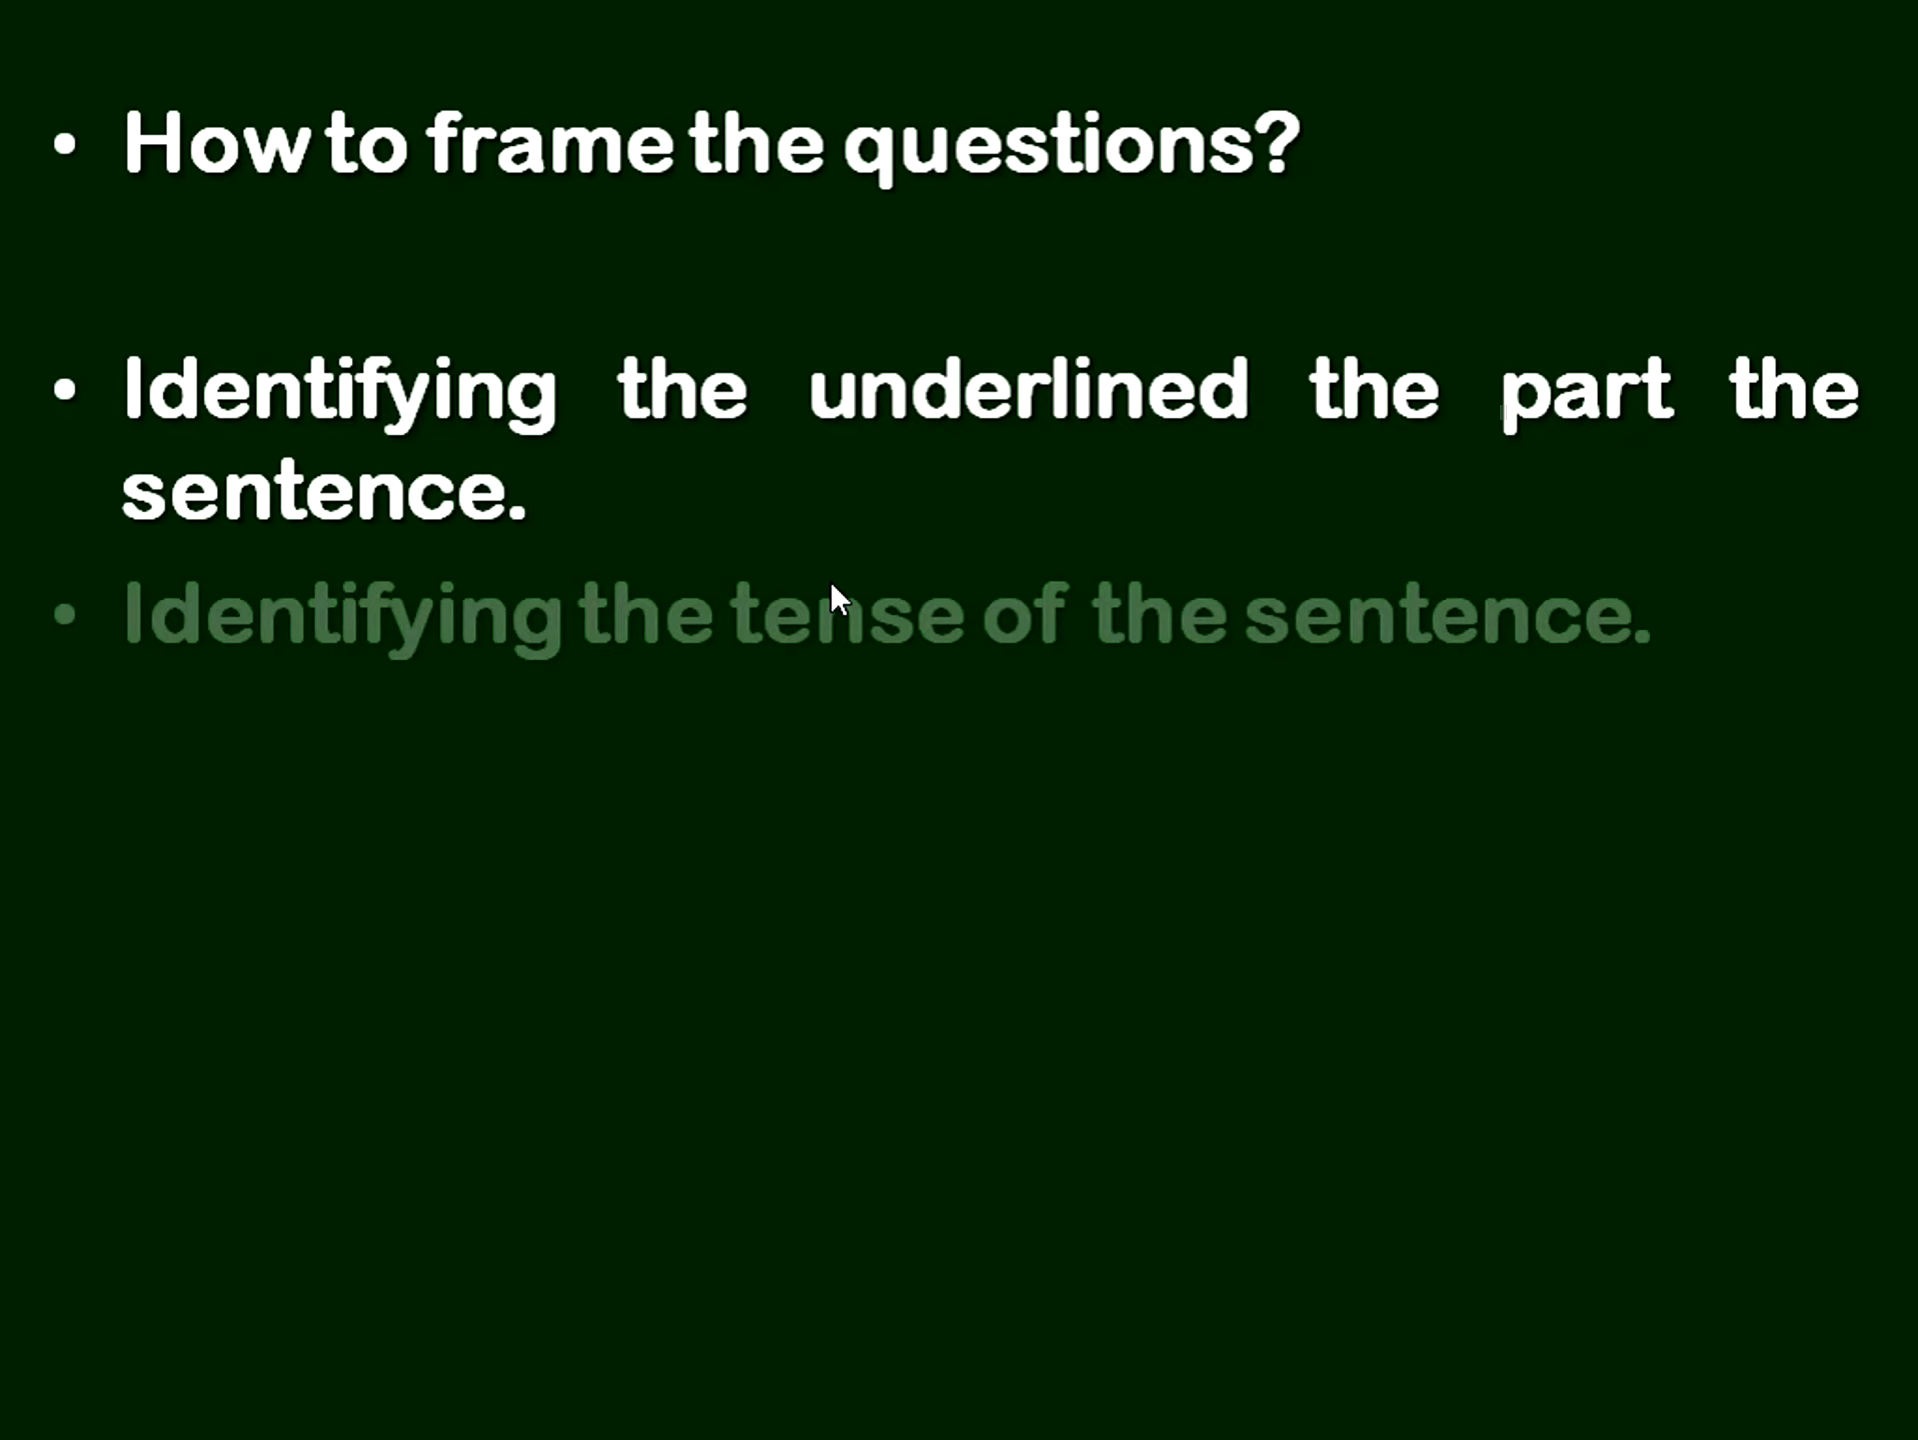 • How to frame the questions?
• Identifying the underlined the part the
sentence.
• Identifying the tense of the sentence.